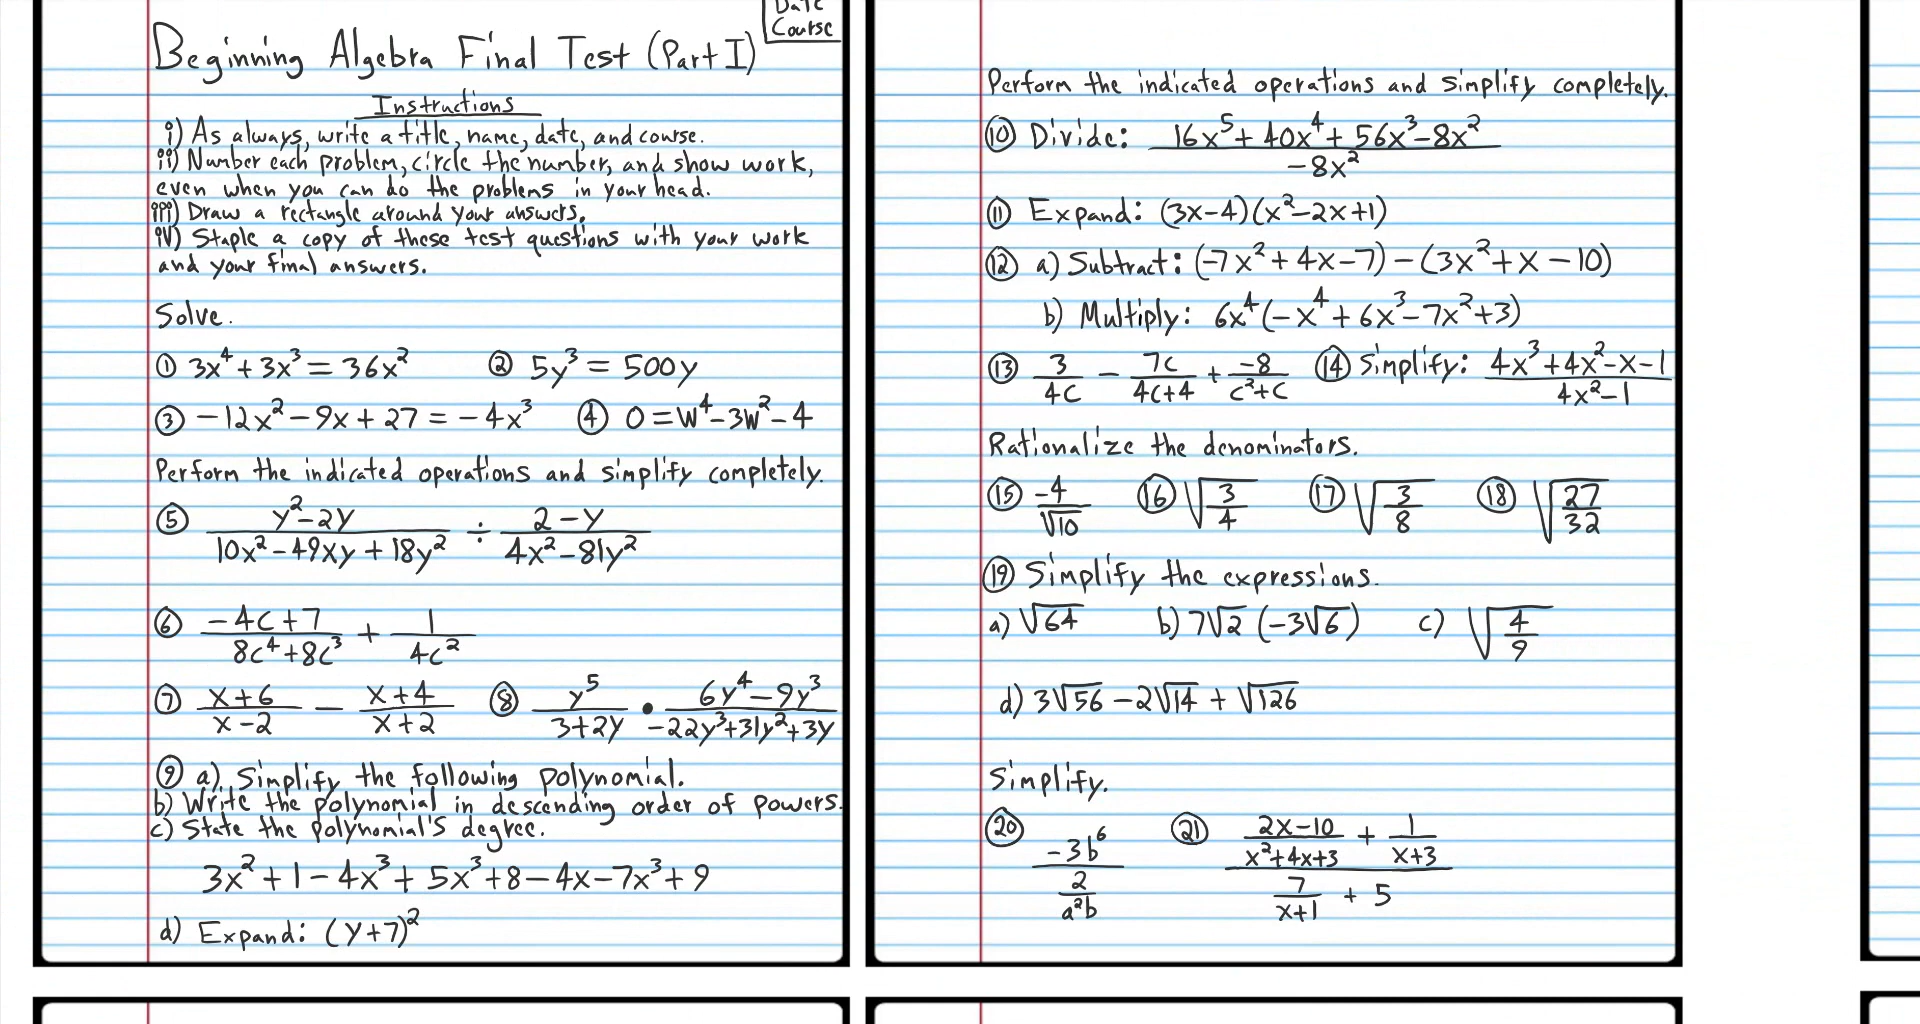 Date
Course
Beginning Algebra Final Test (Part I)
Instructions
i) As always, write a title, name, date, and course.
ii) Number each problem, circle the number, and show work,
even when you can do the problems in your head.
iii) Draw a rectangle around your answers.
iv) Staple a copy of these test questions with your work
and your final answers.
Solve.
① 3x⁴ + 3x³ = 36x² ② 5y³ = 500y
③ -12x² - 9x + 27 = -4x³ ④ 0 = w⁴ - 3w² - 4
Perform the indicated operations and simplify completely.
⑤ (y² - 2y)/(10x² - 49xy + 18y²) ÷ (2 - y)/(4x² - 81y²)
⑥ (-4c + 7)/(8c⁴ + 8c³) + 1/(4c²)
⑦ (x + 6)/(x - 2) - (x + 4)/(x + 2) ⑧ y⁵/(3 + 2y) • (6y⁴ - 9y³)/(-22y³ + 31y² + 3y)
⑨ a) Simplify the following polynomial.
b) Write the polynomial in descending order of powers.
c) State the polynomial's degree.
3x² + 1 - 4x³ + 5x³ + 8 - 4x - 7x³ + 9
d) Expand: (y + 7)²
Perform the indicated operations and simplify completely.
⑩ Divide: (16x⁵ + 40x⁴ + 56x³ - 8x²)/(-8x²)
⑪ Expand: (3x - 4)(x² - 2x + 1)
⑫ a) Subtract: (-7x² + 4x - 7) - (3x² + x - 10)
b) Multiply: 6x⁴(-x⁴ + 6x³ - 7x² + 3)
⑬ 3/(4c) - 7c/(4c + 4) + -8/(c² + c) ⑭ Simplify: (4x³ + 4x² - x - 1)/(4x² - 1)
Rationalize the denominators.
⑮ -4/√10 ⑯ √(3/4) ⑰ √(3/8) ⑱ √(27/32)
⑲ Simplify the expressions.
a) √64 b) 7√2 (-3√6) c) √(4/9)
d) 3√56 - 2√14 + √126
Simplify.
⑳ (-3b⁶)/(2/(a²b)) ㉑ ((2x - 10)/(x² + 4x + 3) + 1/(x + 3))/(7/(x + 1) + 5)